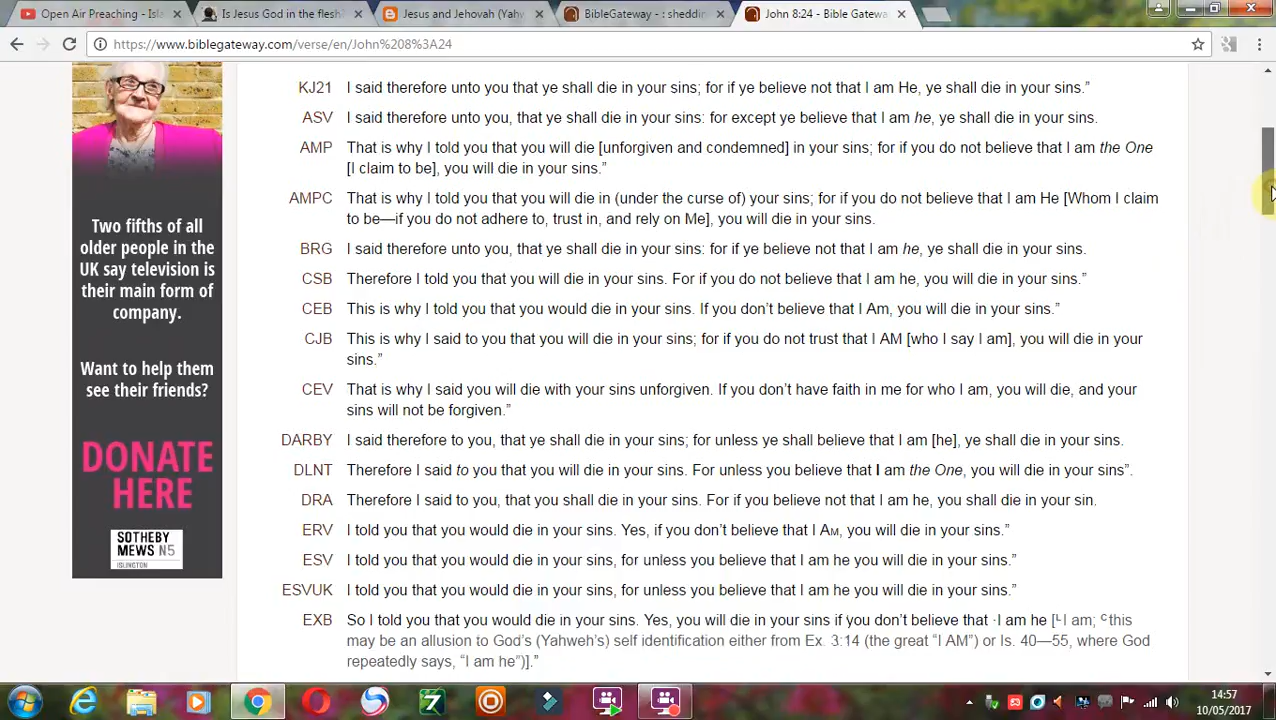 Open Air Preaching - Isla
Is Jesus God in the flesh?
Jesus and Jehovah (Yahw
BibleGateway - : sheddin
John 8:24 - Bible Gatewa
https://www.biblegateway.com/verse/en/John%208%3A24
KJ21 I said therefore unto you that ye shall die in your sins; for if ye believe not that I am He, ye shall die in your sins.”
ASV I said therefore unto you, that ye shall die in your sins: for except ye believe that I am he, ye shall die in your sins.
AMP That is why I told you that you will die [unforgiven and condemned] in your sins; for if you do not believe that I am the One
[I claim to be], you will die in your sins.”
AMPC That is why I told you that you will die in (under the curse of) your sins; for if you do not believe that I am He [Whom I claim
to be—if you do not adhere to, trust in, and rely on Me], you will die in your sins.
BRG I said therefore unto you, that ye shall die in your sins: for if ye believe not that I am he, ye shall die in your sins.
CSB Therefore I told you that you will die in your sins. For if you do not believe that I am he, you will die in your sins.”
CEB This is why I told you that you would die in your sins. If you don’t believe that I Am, you will die in your sins.”
CJB This is why I said to you that you will die in your sins; for if you do not trust that I AM [who I say I am], you will die in your
sins.”
CEV That is why I said you will die with your sins unforgiven. If you don’t have faith in me for who I am, you will die, and your
sins will not be forgiven.”
DARBY I said therefore to you, that ye shall die in your sins; for unless ye shall believe that I am [he], ye shall die in your sins.
DLNT Therefore I said to you that you will die in your sins. For unless you believe that I am the One, you will die in your sins”.
DRA Therefore I said to you, that you shall die in your sins. For if you believe not that I am he, you shall die in your sin.
ERV I told you that you would die in your sins. Yes, if you don’t believe that I Am, you will die in your sins.”
ESV I told you that you would die in your sins, for unless you believe that I am he you will die in your sins.”
ESVUK I told you that you would die in your sins, for unless you believe that I am he you will die in your sins.”
EXB So I told you that you would die in your sins. Yes, you will die in your sins if you don’t believe that ·I am he [ᴸI am; ᶜthis
may be an allusion to God’s (Yahweh’s) self identification either from Ex. 3:14 (the great “I AM”) or Is. 40—55, where God
repeatedly says, “I am he”)].”
Two fifths of all
older people in the
UK say television is
their main form of
company.
Want to help them
see their friends?
DONATE
HERE
SOTHEBY
MEWS N5
ISLINGTON
14:57
10/05/2017